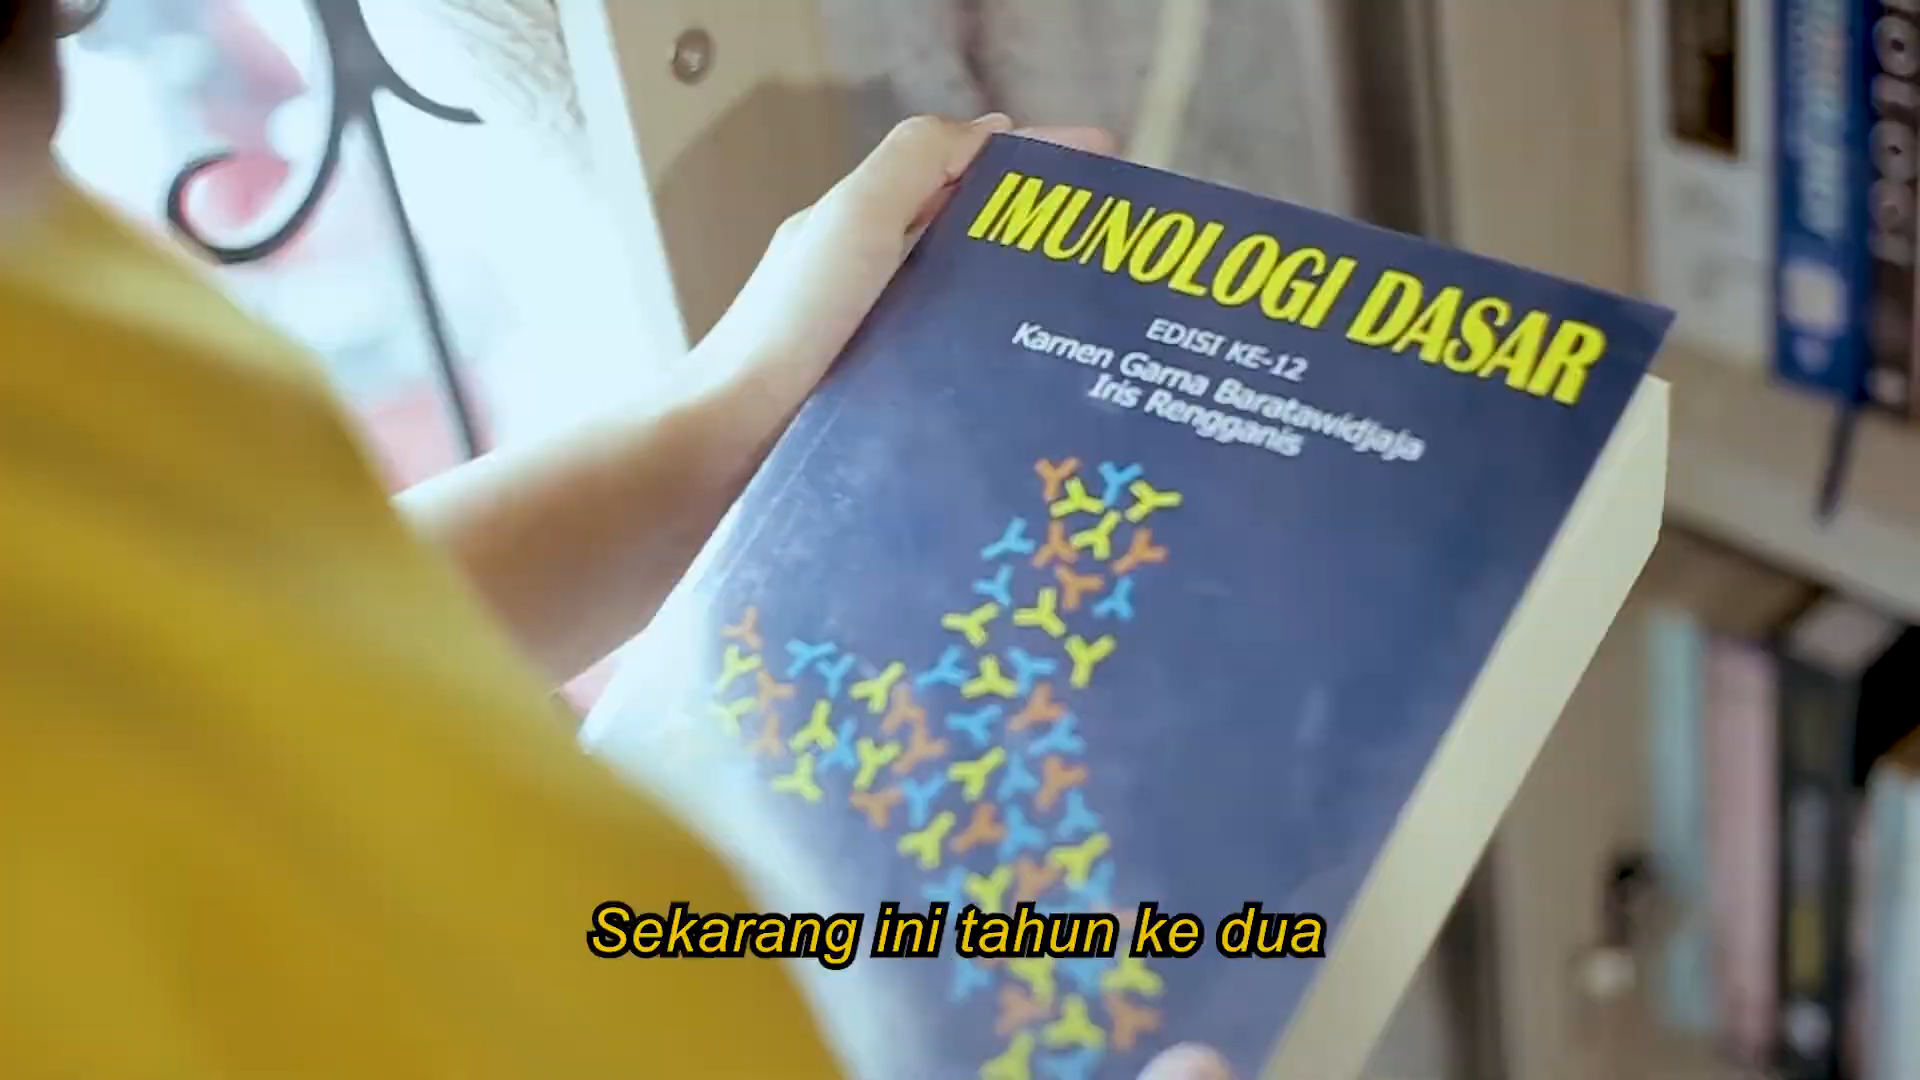 IMUNOLOGI DASAR
EDISI KE-12
Karnen Garna Baratawidjaja
Iris Rengganis
Sekarang ini tahun ke dua